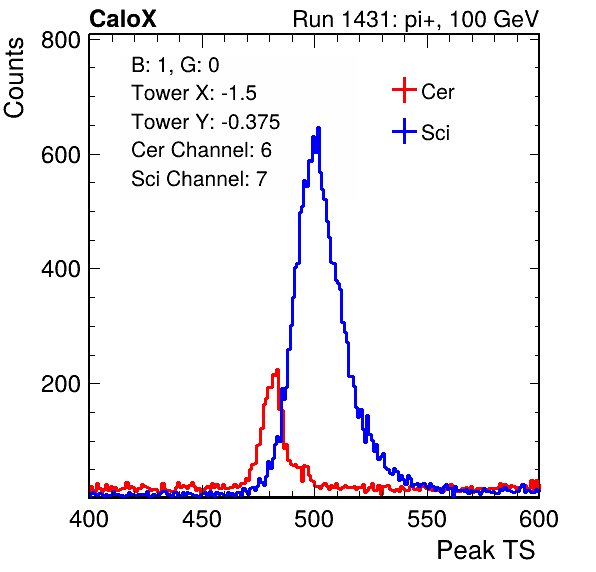 CaloX Run 1431: pi+, 100 GeV
Counts
800
600
400
200
B: 1, G: 0
Tower X: -1.5
Tower Y: -0.375
Cer Channel: 6
Sci Channel: 7
Cer
Sci
400 450 500 550 600
Peak TS